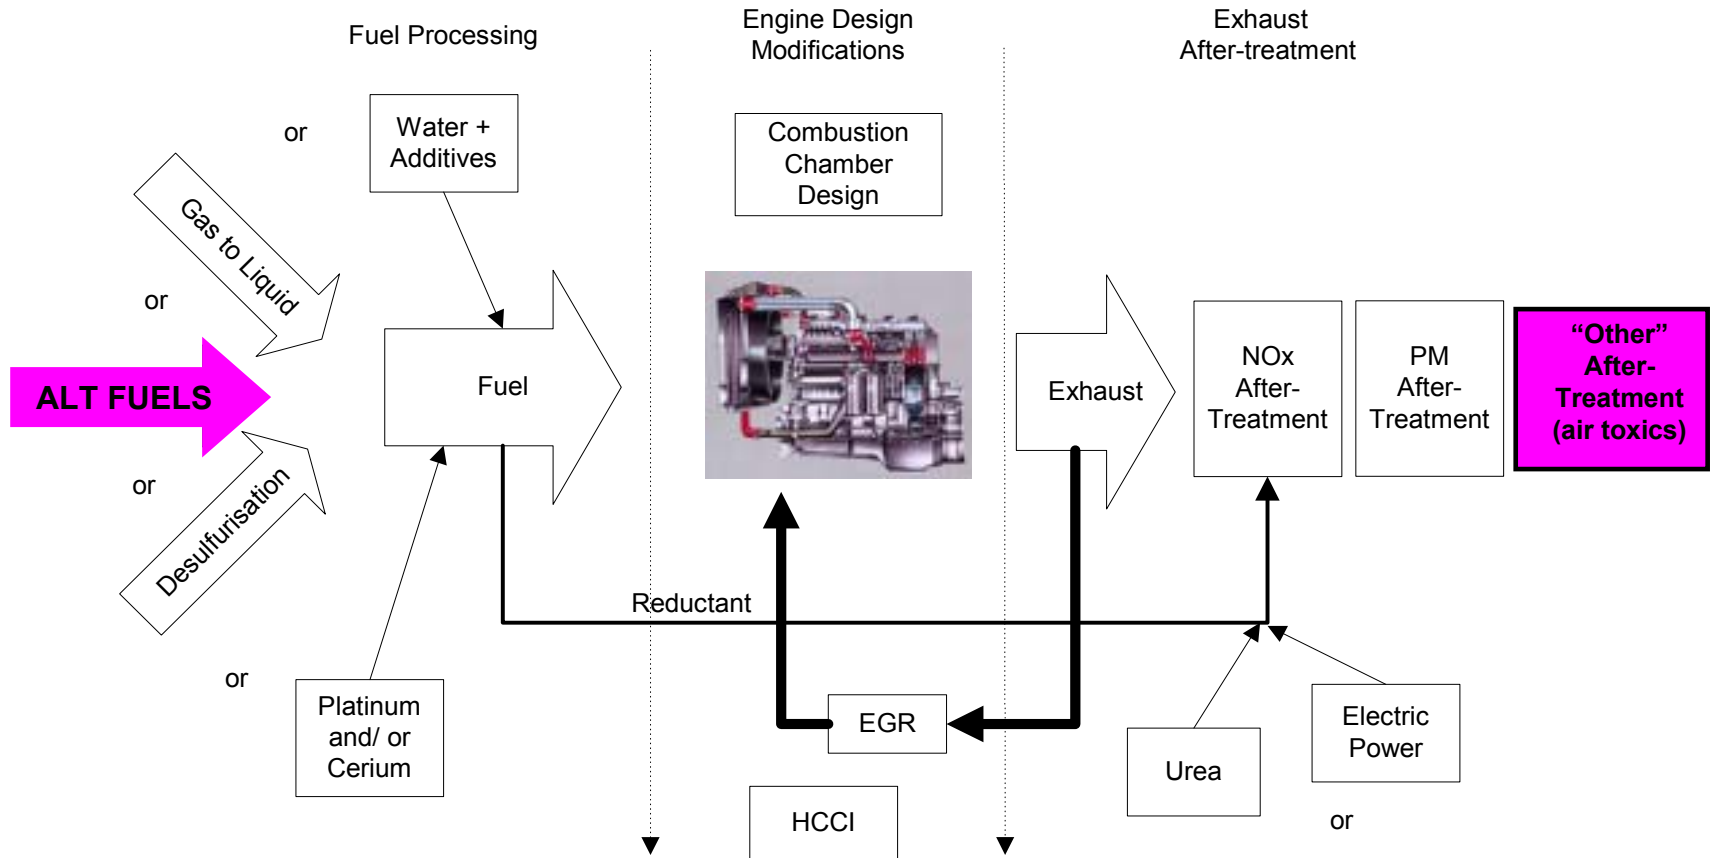 Fuel Processing
Engine Design
Modifications
Exhaust
After-treatment
or
Water +
Additives
Combustion
Chamber
Design
Gas to Liquid
or
ALT FUELS
Fuel
Exhaust
NOx
After-
Treatment
PM
After-
Treatment
“Other”
After-
Treatment
(air toxics)
or
Desulfurisation
Reductant
or
Platinum
and/ or
Cerium
EGR
Urea
Electric
Power
HCCI
or